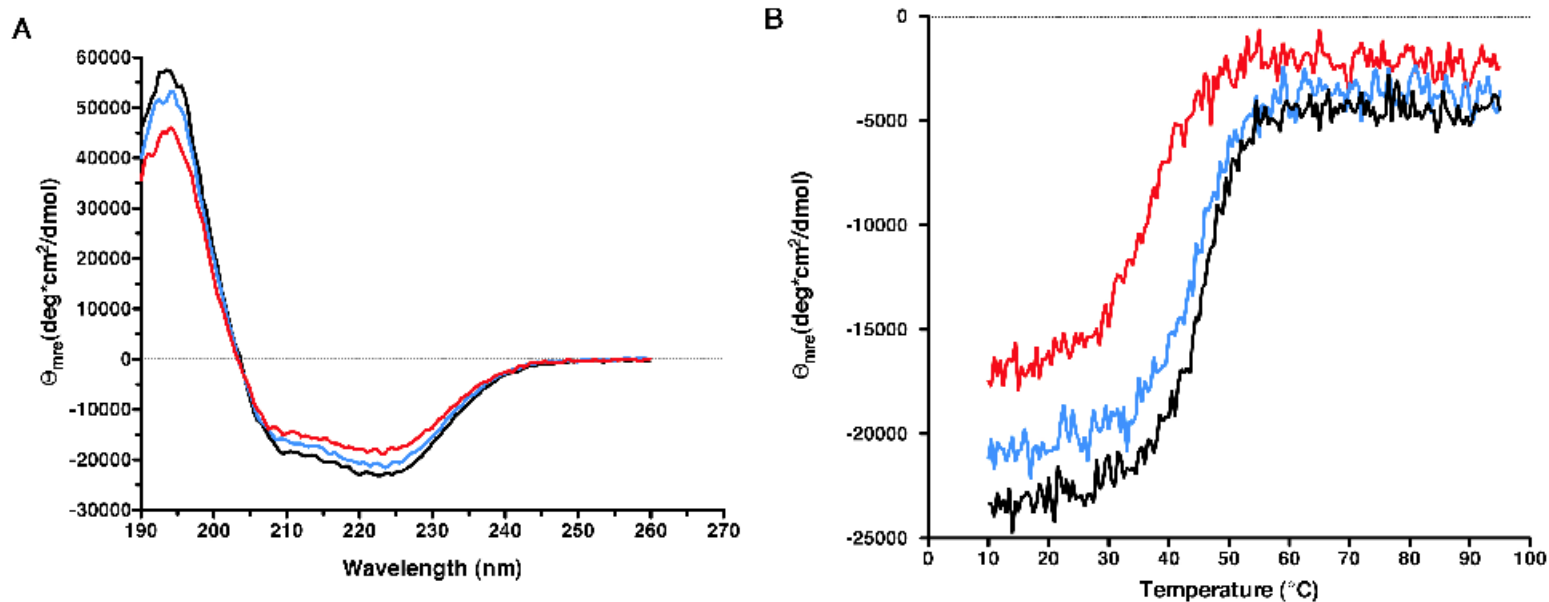 A
60000
50000
40000
30000
20000
10000
0
-10000
-20000
-30000
Θmre(deg*cm²/dmol)
190 200 210 220 230 240 250 260 270
Wavelength (nm)
B
0
-5000
-10000
-15000
-20000
-25000
Θmre(deg*cm²/dmol)
0 10 20 30 40 50 60 70 80 90 100
Temperature (°C)